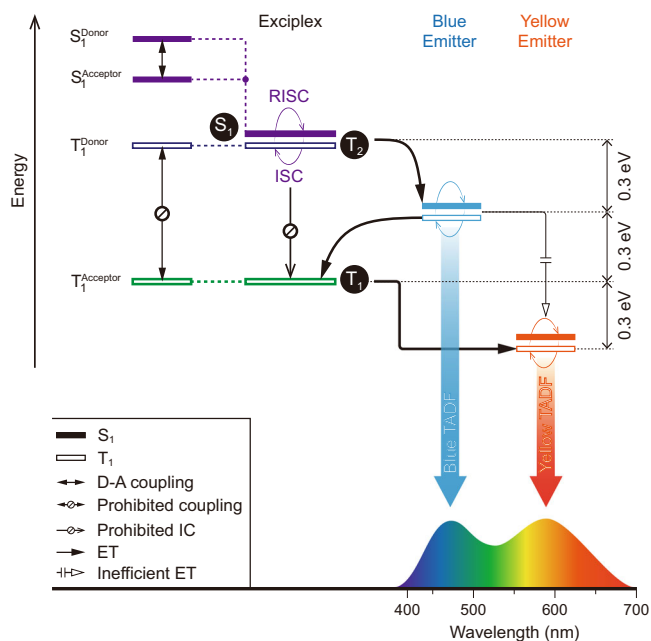 Exciplex
Blue
Emitter
Yellow
Emitter
Energy
S₁ᴰᵒⁿᵒʳ
S₁ᴬᶜᶜᵉᵖᵗᵒʳ
T₁ᴰᵒⁿᵒʳ
T₁ᴬᶜᶜᵉᵖᵗᵒʳ
RISC
S₁
T₂
ISC
T₁
0.3 eV
0.3 eV
0.3 eV
Blue TADF
Yellow TADF
S₁
T₁
D-A coupling
Prohibited coupling
Prohibited IC
ET
Inefficient ET
400 500 600 700
Wavelength (nm)